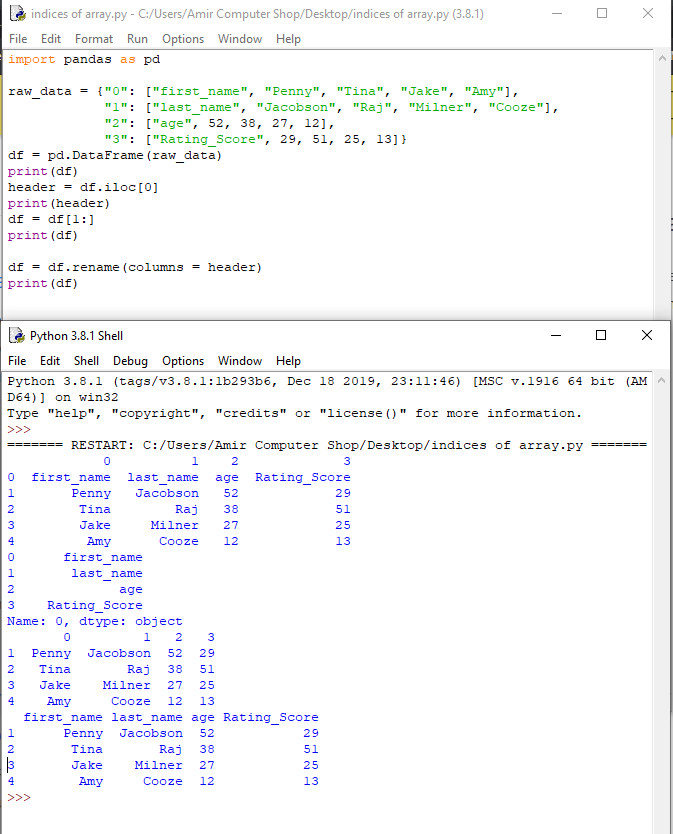 indices of array.py - C:/Users/Amir Computer Shop/Desktop/indices of array.py (3.8.1)
File Edit Format Run Options Window Help
import pandas as pd
raw_data = {"0": ["first_name", "Penny", "Tina", "Jake", "Amy"],
"1": ["last_name", "Jacobson", "Raj", "Milner", "Cooze"],
"2": ["age", 52, 38, 27, 12],
"3": ["Rating_Score", 29, 51, 25, 13]}
df = pd.DataFrame(raw_data)
print(df)
header = df.iloc[0]
print(header)
df = df[1:]
print(df)
df = df.rename(columns = header)
print(df)
Python 3.8.1 Shell
File Edit Shell Debug Options Window Help
Python 3.8.1 (tags/v3.8.1:1b293b6, Dec 18 2019, 23:11:46) [MSC v.1916 64 bit (AM
D64)] on win32
Type "help", "copyright", "credits" or "license()" for more information.
>>>
======= RESTART: C:/Users/Amir Computer Shop/Desktop/indices of array.py =======
0 1 2 3
0 first_name last_name age Rating_Score
1 Penny Jacobson 52 29
2 Tina Raj 38 51
3 Jake Milner 27 25
4 Amy Cooze 12 13
0 first_name
1 last_name
2 age
3 Rating_Score
Name: 0, dtype: object
0 1 2 3
1 Penny Jacobson 52 29
2 Tina Raj 38 51
3 Jake Milner 27 25
4 Amy Cooze 12 13
first_name last_name age Rating_Score
1 Penny Jacobson 52 29
2 Tina Raj 38 51
3 Jake Milner 27 25
4 Amy Cooze 12 13
>>>